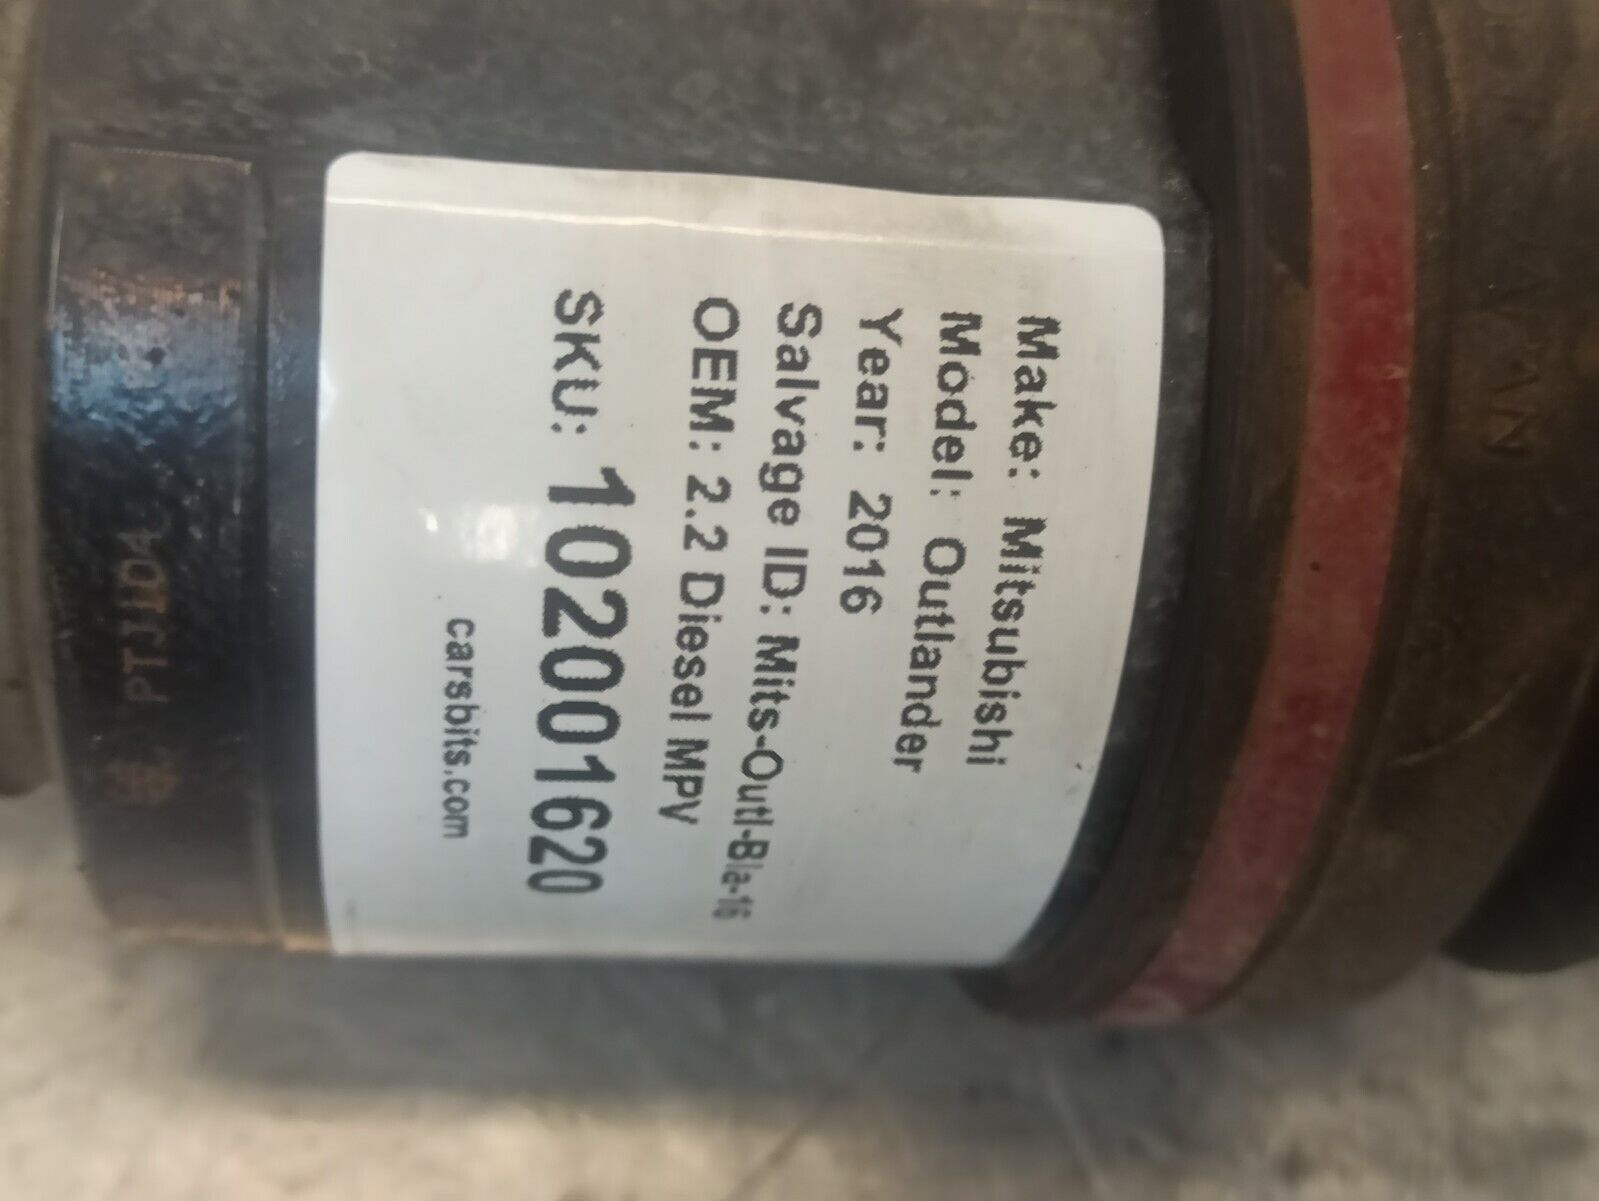 Make: Mitsubishi
Model: Outlander
Year: 2016
Salvage ID: Mits-Outl-Bla-16
OEM: 2.2 Diesel MPV
SKU: 1020001620
carsbits.com